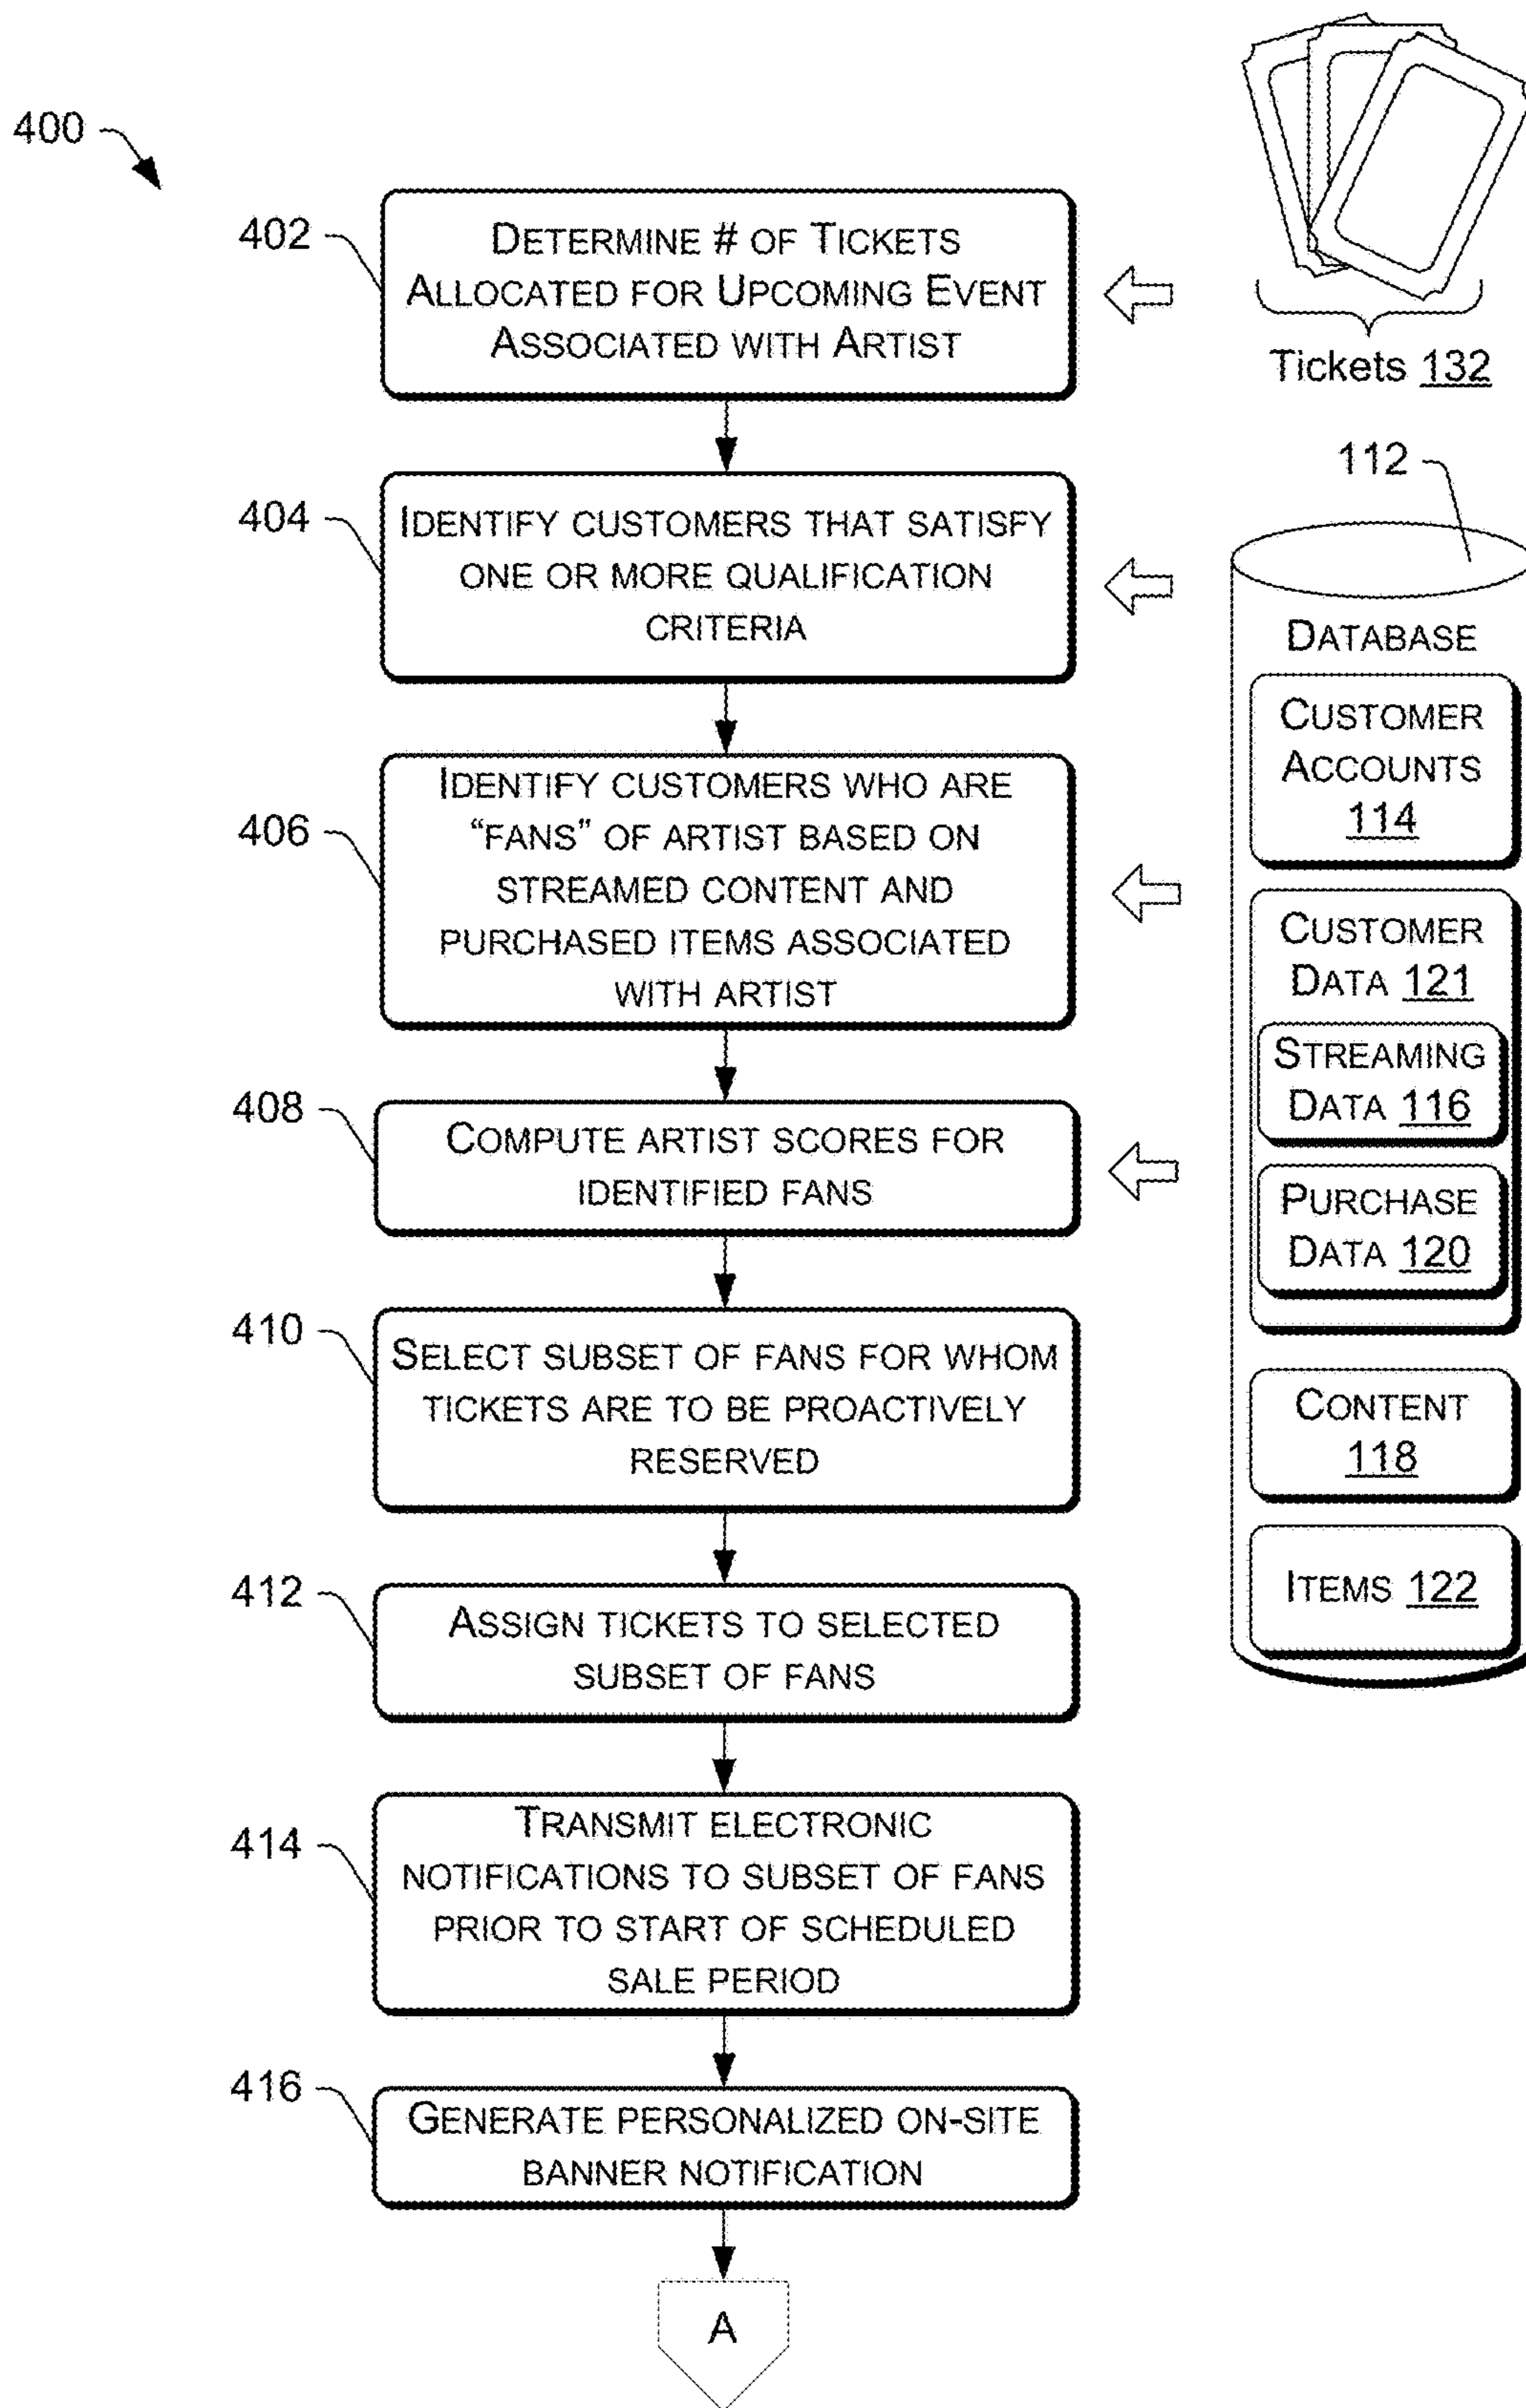 400
402
DETERMINE # OF TICKETS
ALLOCATED FOR UPCOMING EVENT
ASSOCIATED WITH ARTIST
Tickets 132
404
IDENTIFY CUSTOMERS THAT SATISFY
ONE OR MORE QUALIFICATION
CRITERIA
406
IDENTIFY CUSTOMERS WHO ARE
“FANS” OF ARTIST BASED ON
STREAMED CONTENT AND
PURCHASED ITEMS ASSOCIATED
WITH ARTIST
408
COMPUTE ARTIST SCORES FOR
IDENTIFIED FANS
410
SELECT SUBSET OF FANS FOR WHOM
TICKETS ARE TO BE PROACTIVELY
RESERVED
412
ASSIGN TICKETS TO SELECTED
SUBSET OF FANS
414
TRANSMIT ELECTRONIC
NOTIFICATIONS TO SUBSET OF FANS
PRIOR TO START OF SCHEDULED
SALE PERIOD
416
GENERATE PERSONALIZED ON-SITE
BANNER NOTIFICATION
A
112
DATABASE
CUSTOMER
ACCOUNTS
114
CUSTOMER
DATA 121
STREAMING
DATA 116
PURCHASE
DATA 120
CONTENT
118
ITEMS 122